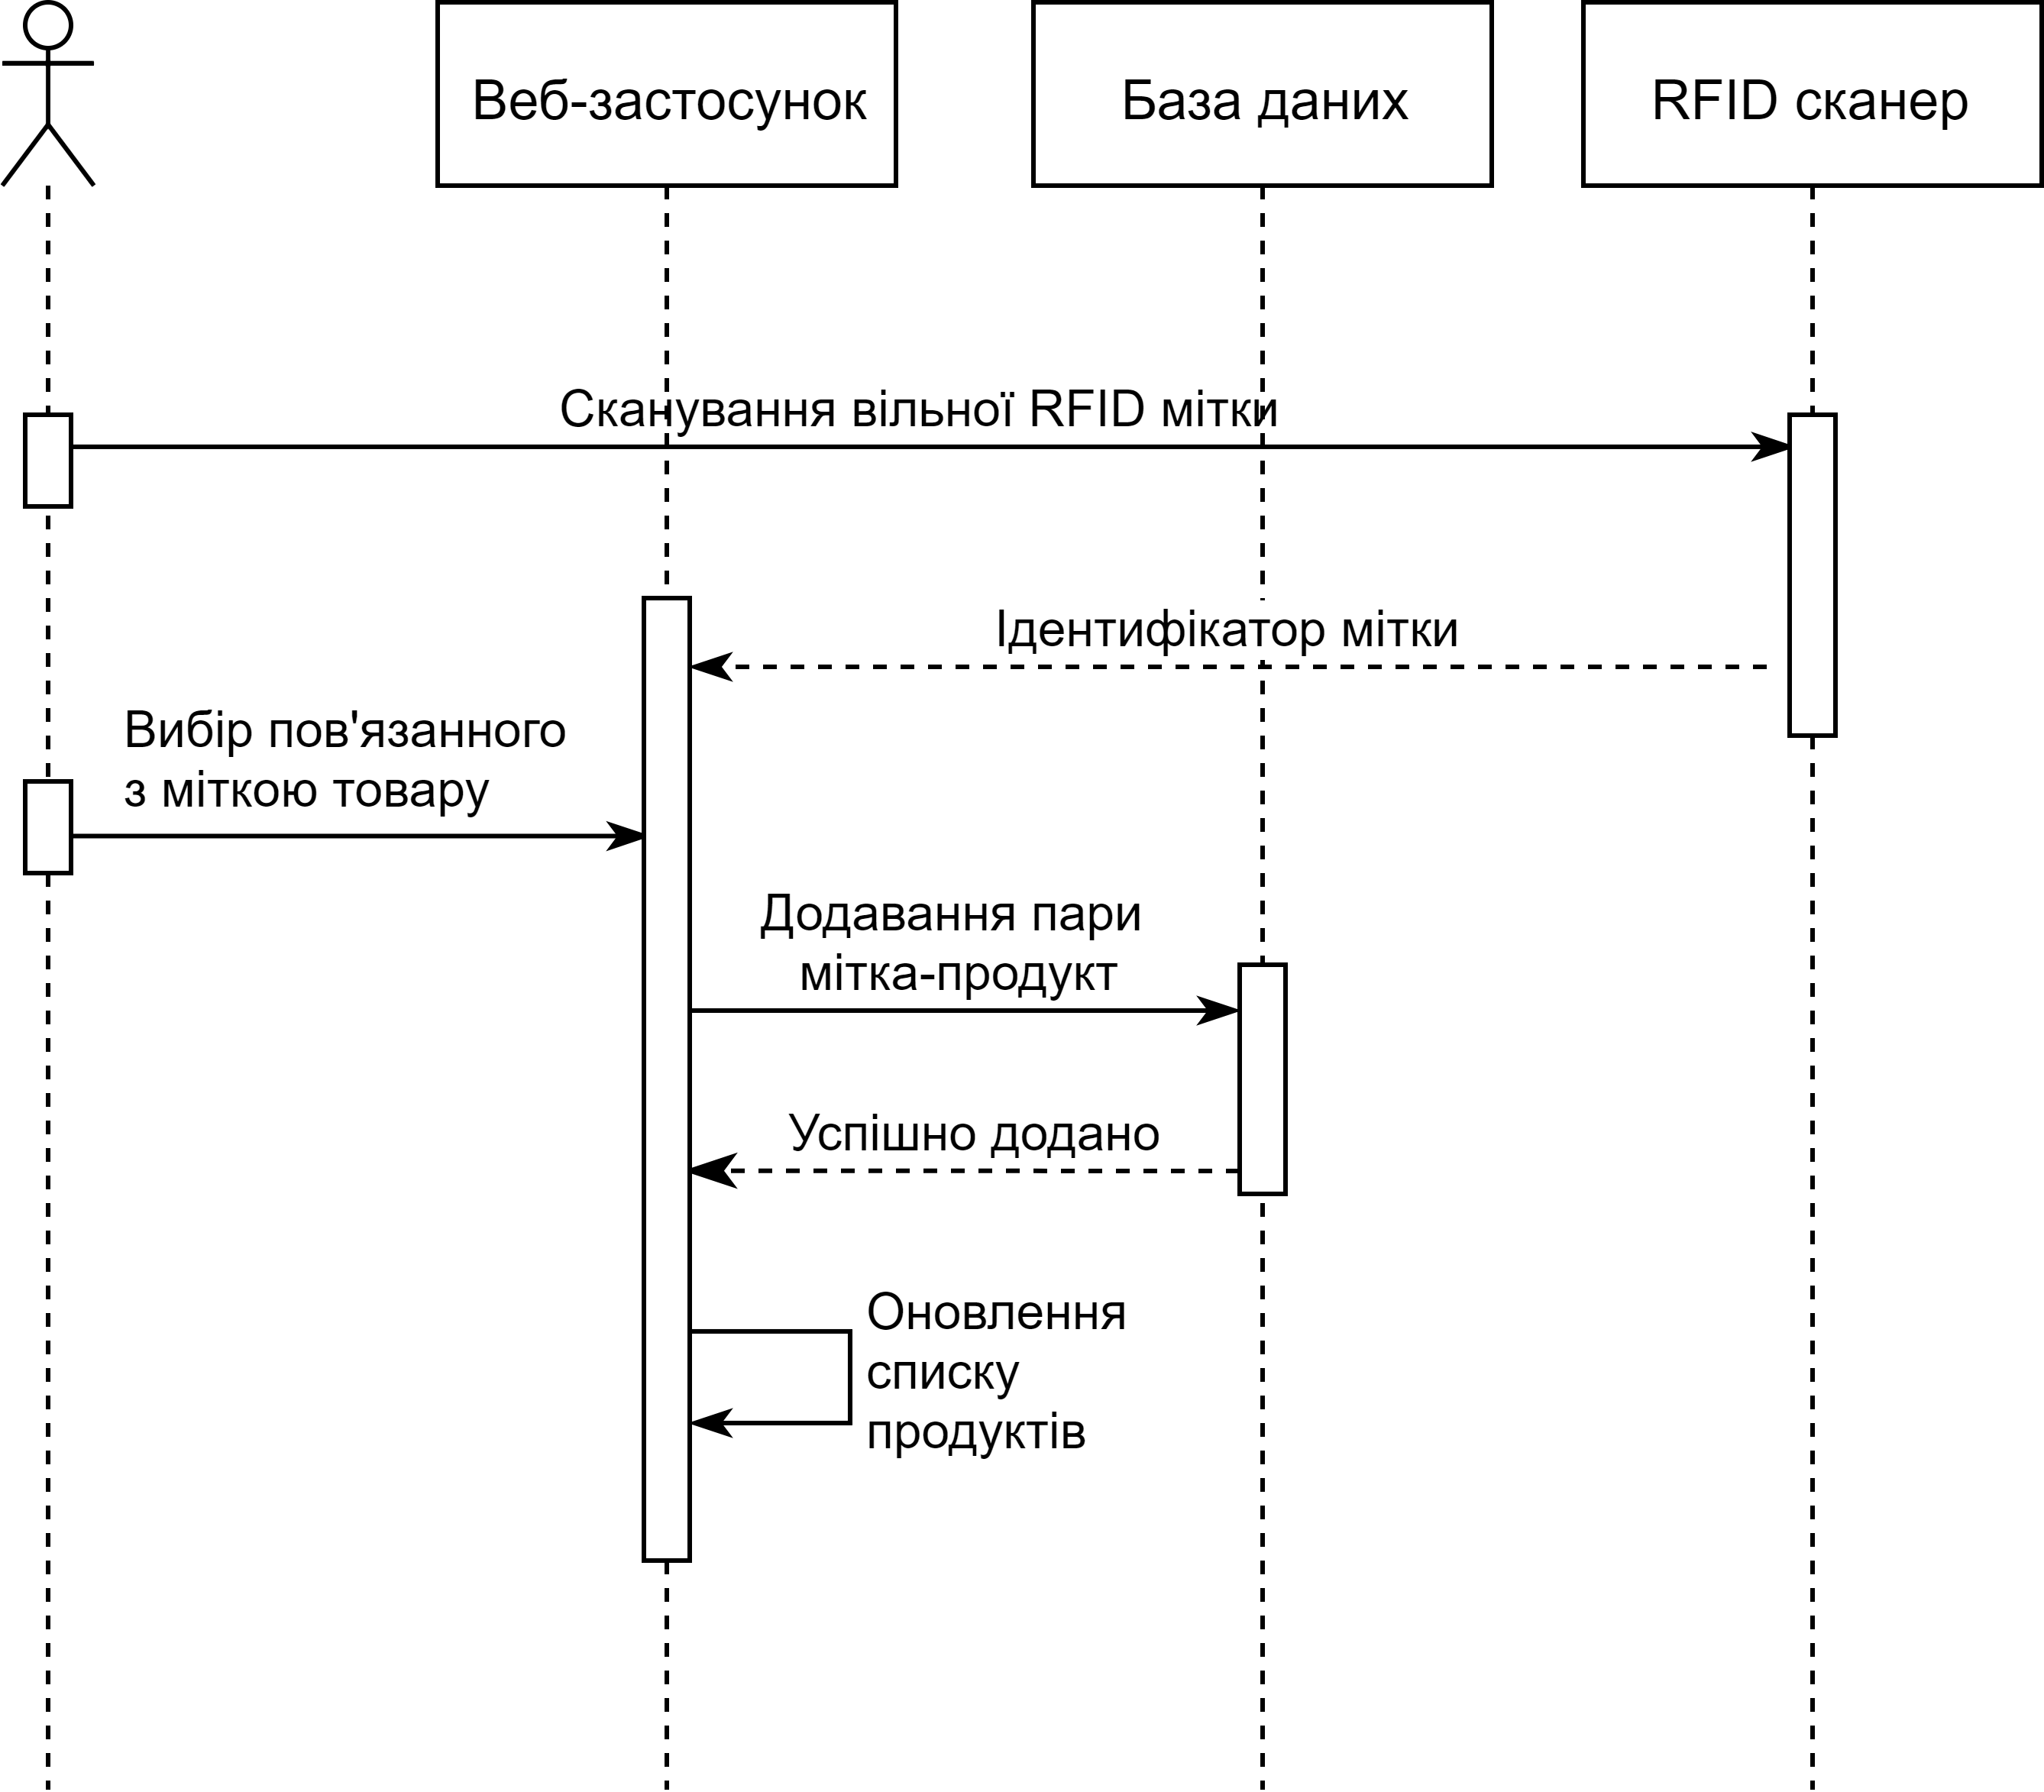 Веб-застосунок
База даних
RFID сканер
Сканування вільної RFID мітки
Ідентифікатор мітки
Вибір пов'язанного
з міткою товару
Додавання пари
мітка-продукт
Успішно додано
Оновлення
списку
продуктів